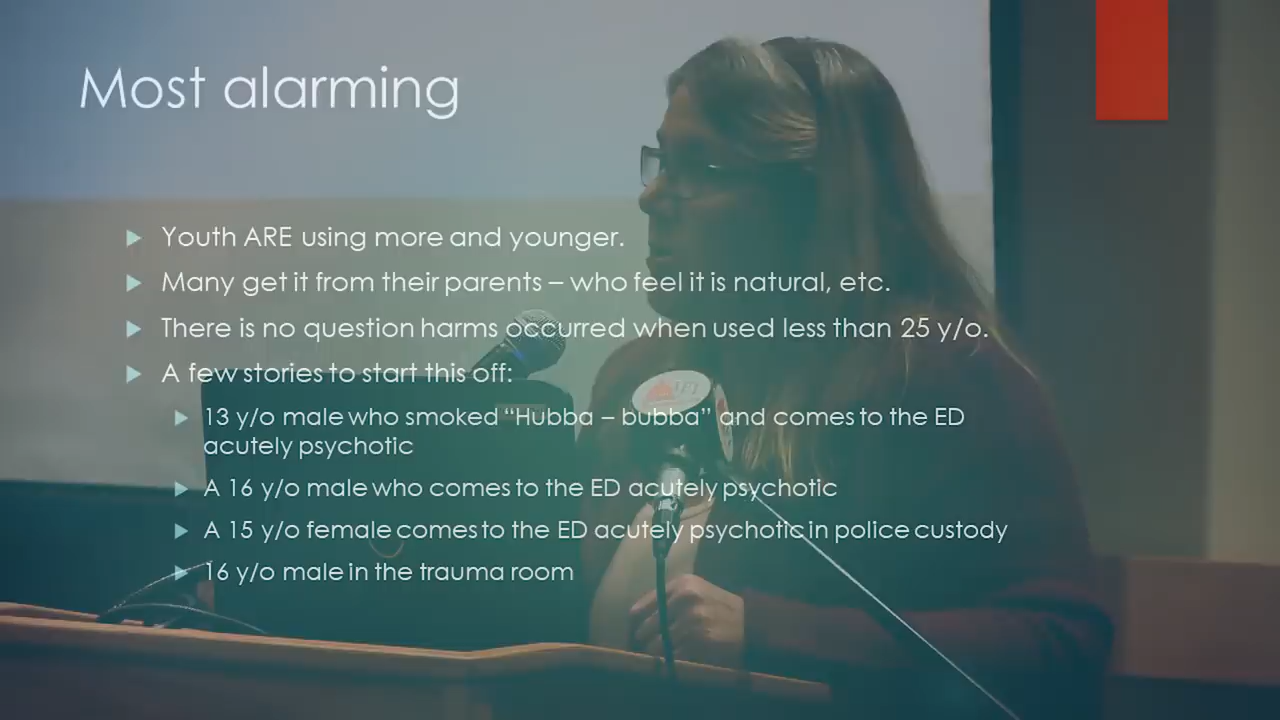 Most alarming
Youth ARE using more and younger.
Many get it from their parents – who feel it is natural, etc.
There is no question harms occurred when used less than 25 y/o.
A few stories to start this off:
13 y/o male who smoked “Hubba – bubba” and comes to the ED
acutely psychotic
A 16 y/o male who comes to the ED acutely psychotic
A 15 y/o female comes to the ED acutely psychotic in police custody
16 y/o male in the trauma room